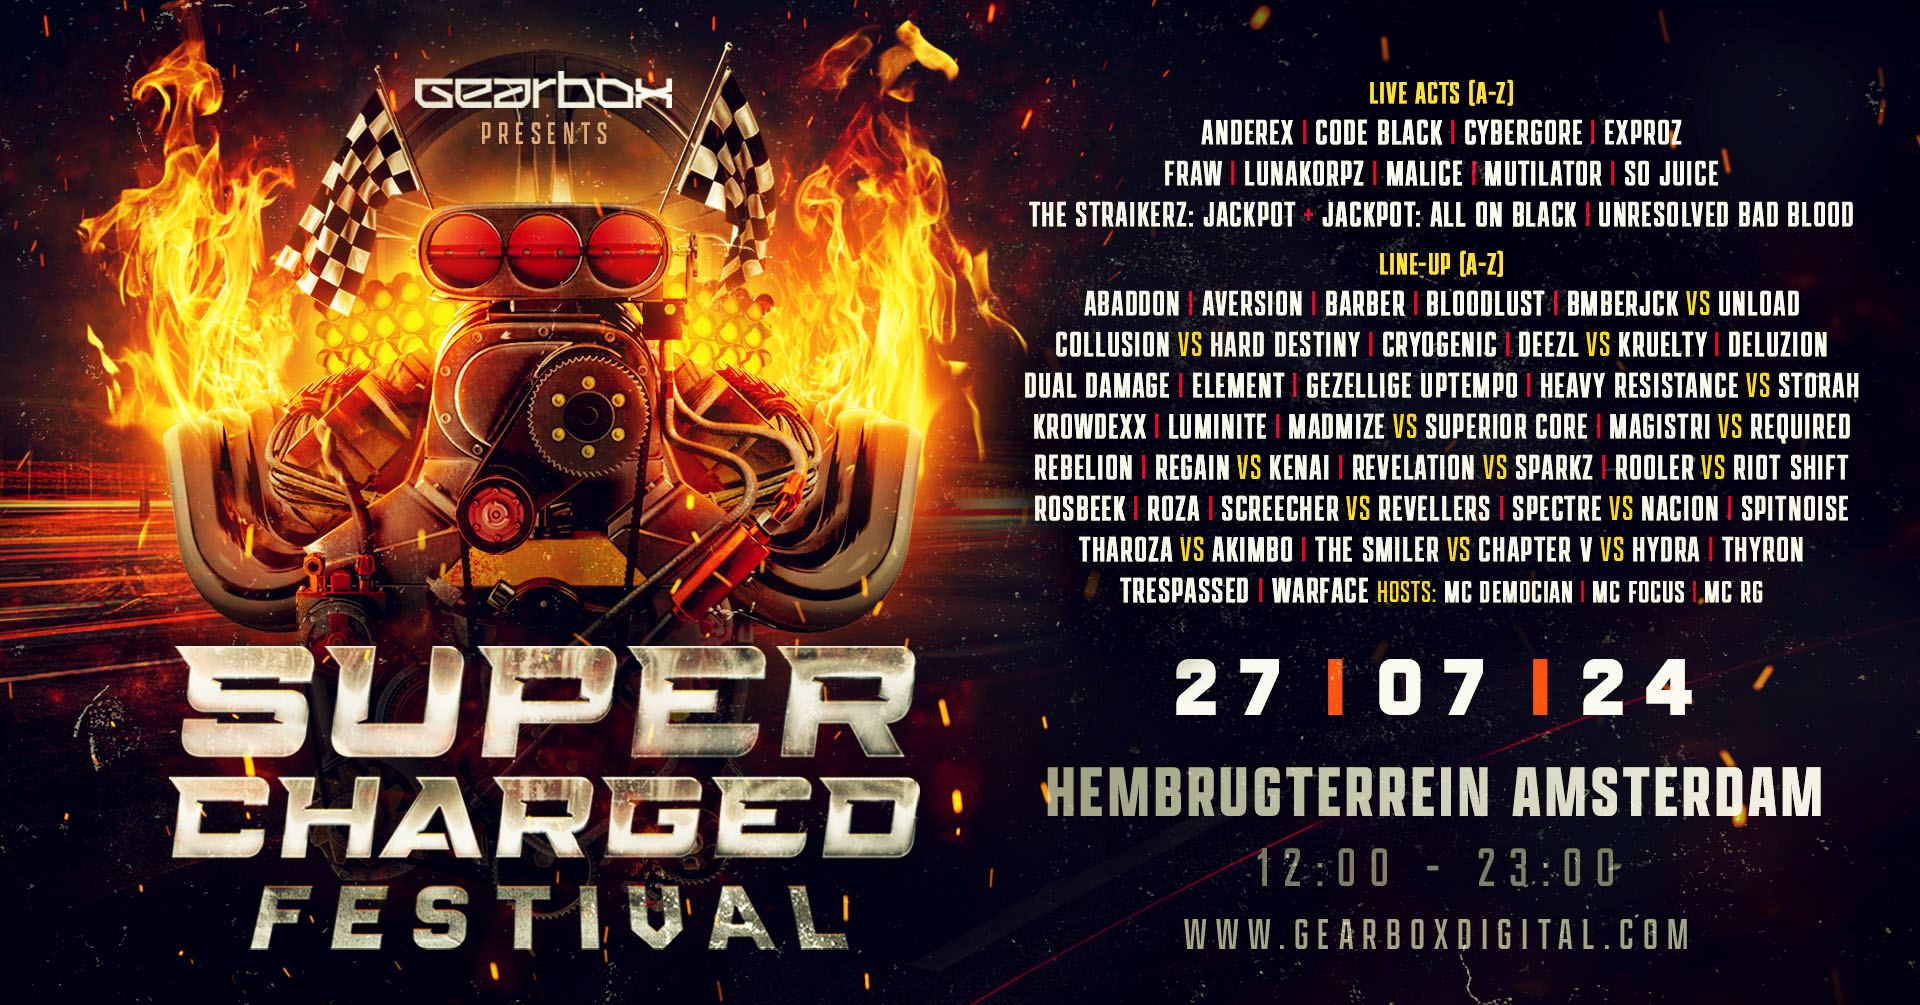 Gearbox
PRESENTS
SUPER
CHARGED
FESTIVAL
LIVE ACTS (A-Z)
ANDEREX | CODE BLACK | CYBERGORE | EXPROZ
FRAW | LUNAKORPZ | MALICE | MUTILATOR | SO JUICE
THE STRAIKERZ: JACKPOT + JACKPOT: ALL ON BLACK | UNRESOLVED BAD BLOOD
LINE-UP (A-Z)
ABADDON | AVERSION | BARBER | BLOODLUST | BMBERJCK VS UNLOAD
COLLUSION VS HARD DESTINY | CRYOGENIC | DEEZL VS KRUELTY | DELUZION
DUAL DAMAGE | ELEMENT | GEZELLIGE UPTEMPO | HEAVY RESISTANCE VS STORAH
KROWDEXX | LUMINITE | MADMIZE VS SUPERIOR CORE | MAGISTRI VS REQUIRED
REBELION | REGAIN VS KENAI | REVELATION VS SPARKZ | ROOLER VS RIOT SHIFT
ROSBEEK | ROZA | SCREECHER VS REVELLERS | SPECTRE VS NACION | SPITNOISE
THAROZA VS AKIMBO | THE SMILER VS CHAPTER V VS HYDRA | THYRON
TRESPASSED | WARFACE HOSTS: MC DEMOCIAN | MC FOCUS | MC RG
27 | 07 | 24
HEMBRUGTERREIN AMSTERDAM
12:00 - 23:00
WWW.GEARBOXDIGITAL.COM